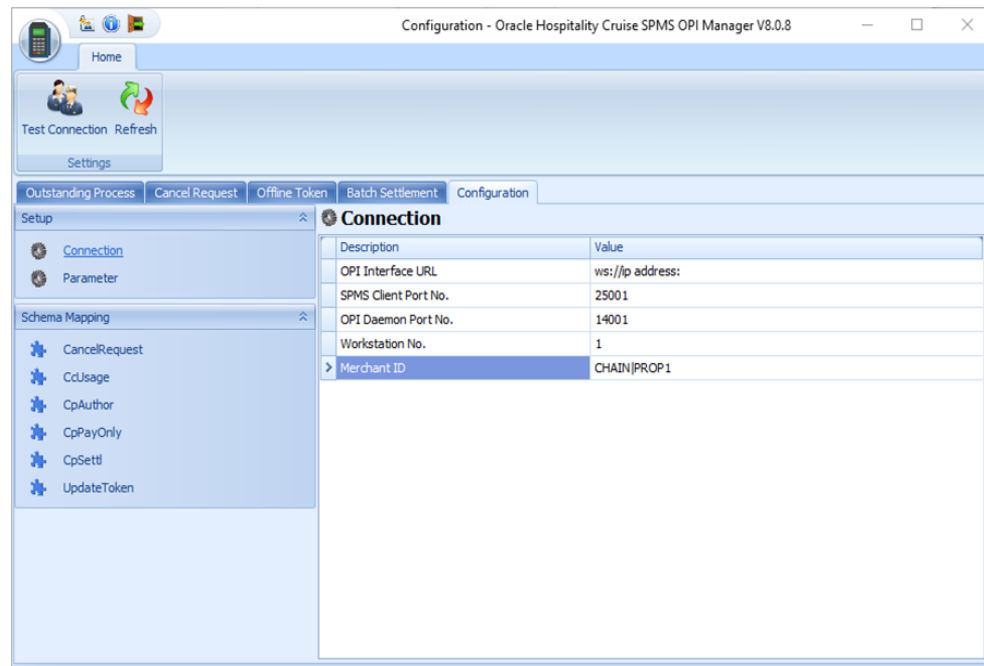 Configuration - Oracle Hospitality Cruise SPMS OPI Manager V8.0.8
Home
Test Connection Refresh
Settings
Outstanding Process Cancel Request Offline Token Batch Settlement Configuration
Setup
Connection
Parameter
Schema Mapping
CancelRequest
CcUsage
CpAuthor
CpPayOnly
CpSettl
UpdateToken
Connection
Description Value
OPI Interface URL ws://ip address:
SPMS Client Port No. 25001
OPI Daemon Port No. 14001
Workstation No. 1
Merchant ID CHAIN|PROP1